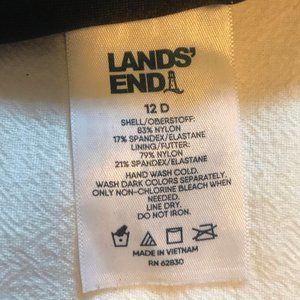 LANDS'
END
12 D
SHELL/OBERSTOFF:
83% NYLON
17% SPANDEX/ELASTANE
LINING/FUTTER:
79% NYLON
21% SPANDEX/ELASTANE
HAND WASH COLD.
WASH DARK COLORS SEPARATELY.
ONLY NON-CHLORINE BLEACH WHEN
NEEDED.
LINE DRY.
DO NOT IRON.
MADE IN VIETNAM
RN 62830